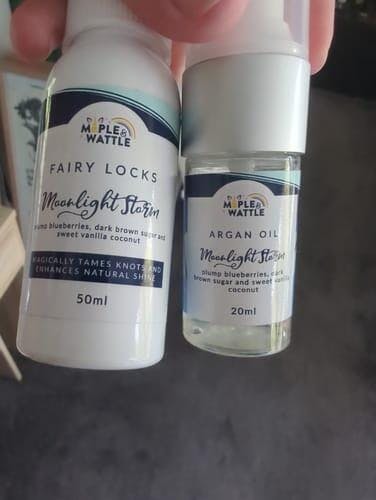 MAPLE &
WATTLE
FAIRY LOCKS
Moonlight Storm
plump blueberries, dark brown sugar and
sweet vanilla coconut
MAGICALLY TAMES KNOTS AND
ENHANCES NATURAL SHINE
50ml
MAPLE &
WATTLE
ARGAN OIL
Moonlight Storm
plump blueberries, dark
brown sugar and sweet vanilla
coconut
20ml